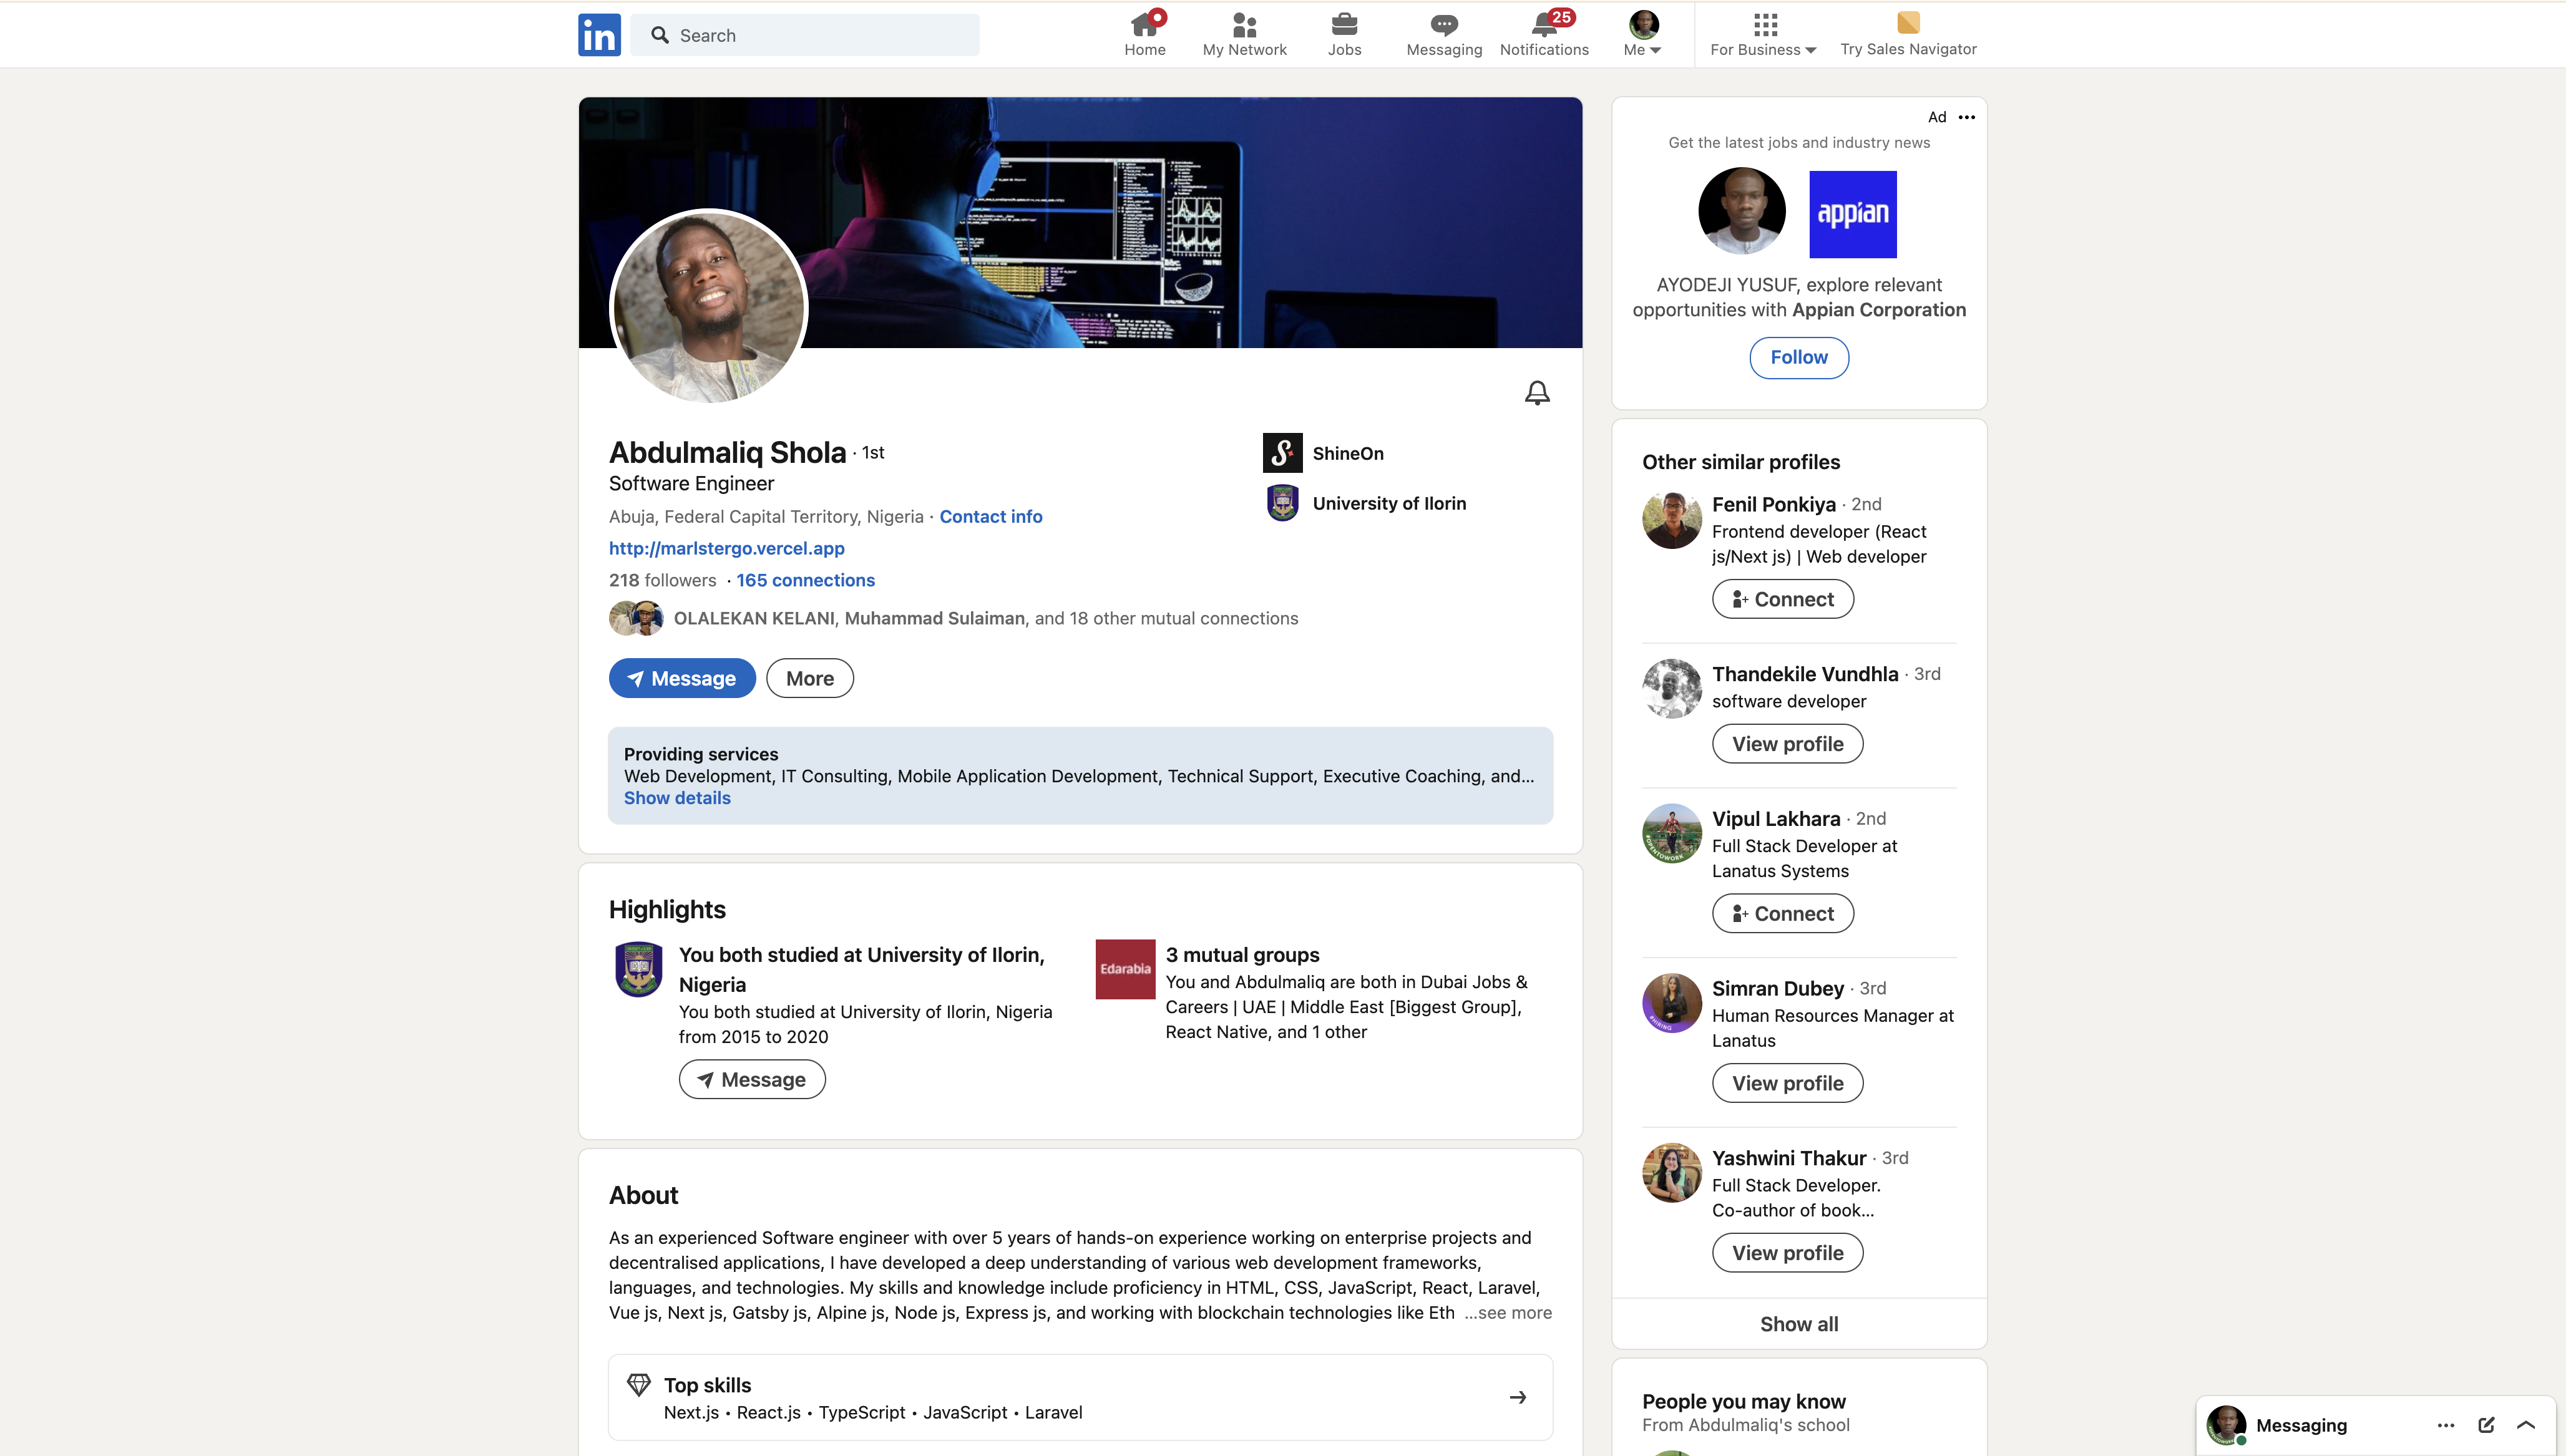 in
Search
Home
My Network
Jobs
Messaging
25
Notifications
Me
For Business
Try Sales Navigator
Abdulmaliq Shola · 1st
Software Engineer
Abuja, Federal Capital Territory, Nigeria · Contact info
http://marlstergo.vercel.app
218 followers · 165 connections
OLALEKAN KELANI, Muhammad Sulaiman, and 18 other mutual connections
Message
More
ShineOn
University of Ilorin
Providing services
Web Development, IT Consulting, Mobile Application Development, Technical Support, Executive Coaching, and...
Show details
Highlights
You both studied at University of Ilorin,
Nigeria
You both studied at University of Ilorin, Nigeria
from 2015 to 2020
Message
Edarabia
3 mutual groups
You and Abdulmaliq are both in Dubai Jobs &
Careers | UAE | Middle East [Biggest Group],
React Native, and 1 other
About
As an experienced Software engineer with over 5 years of hands-on experience working on enterprise projects and
decentralised applications, I have developed a deep understanding of various web development frameworks,
languages, and technologies. My skills and knowledge include proficiency in HTML, CSS, JavaScript, React, Laravel,
Vue js, Next js, Gatsby js, Alpine js, Node js, Express js, and working with blockchain technologies like Eth ...see more
Top skills
Next.js • React.js • TypeScript • JavaScript • Laravel
Ad
Get the latest jobs and industry news
appian
AYODEJI YUSUF, explore relevant
opportunities with Appian Corporation
Follow
Other similar profiles
Fenil Ponkiya · 2nd
Frontend developer (React
js/Next js) | Web developer
Connect
Thandekile Vundhla · 3rd
software developer
View profile
Vipul Lakhara · 2nd
Full Stack Developer at
Lanatus Systems
#OPENTOWORK
Connect
Simran Dubey · 3rd
Human Resources Manager at
Lanatus
#HIRING
View profile
Yashwini Thakur · 3rd
Full Stack Developer.
Co-author of book...
View profile
Show all
People you may know
From Abdulmaliq's school
Messaging